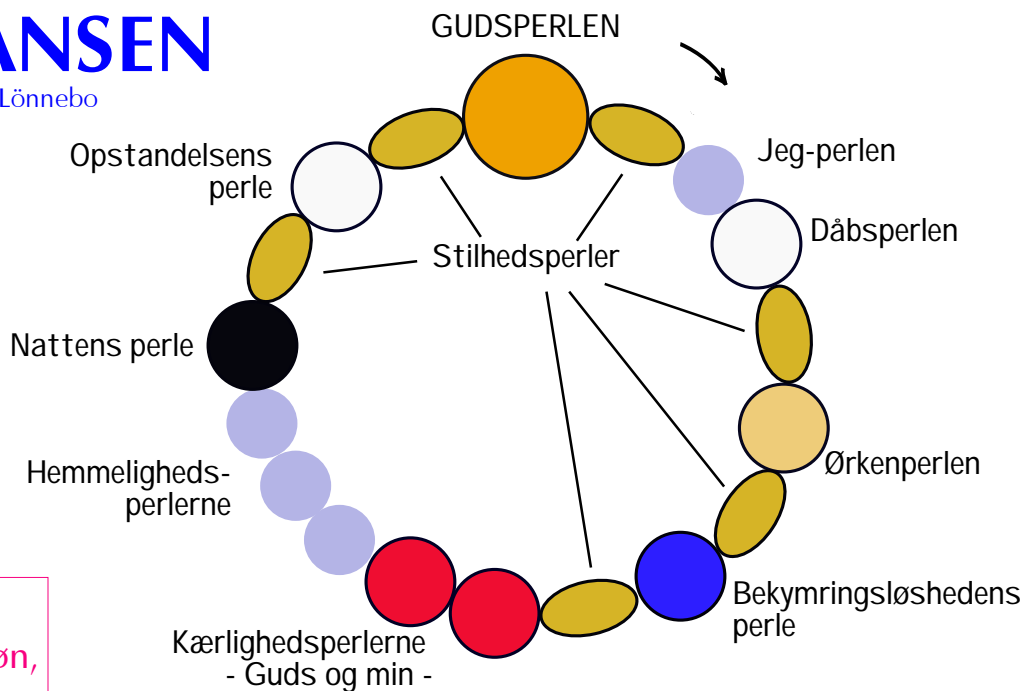 ANSEN
Lönnebo
GUDSPERLEN
Jeg-perlen
Dåbsperlen
Opstandelsens
perle
Stilhedsperler
Nattens perle
Ørkenperlen
Hemmeligheds-
perlerne
Bekymringsløshedens
perle
Kærlighedsperlerne
- Guds og min -
øn,